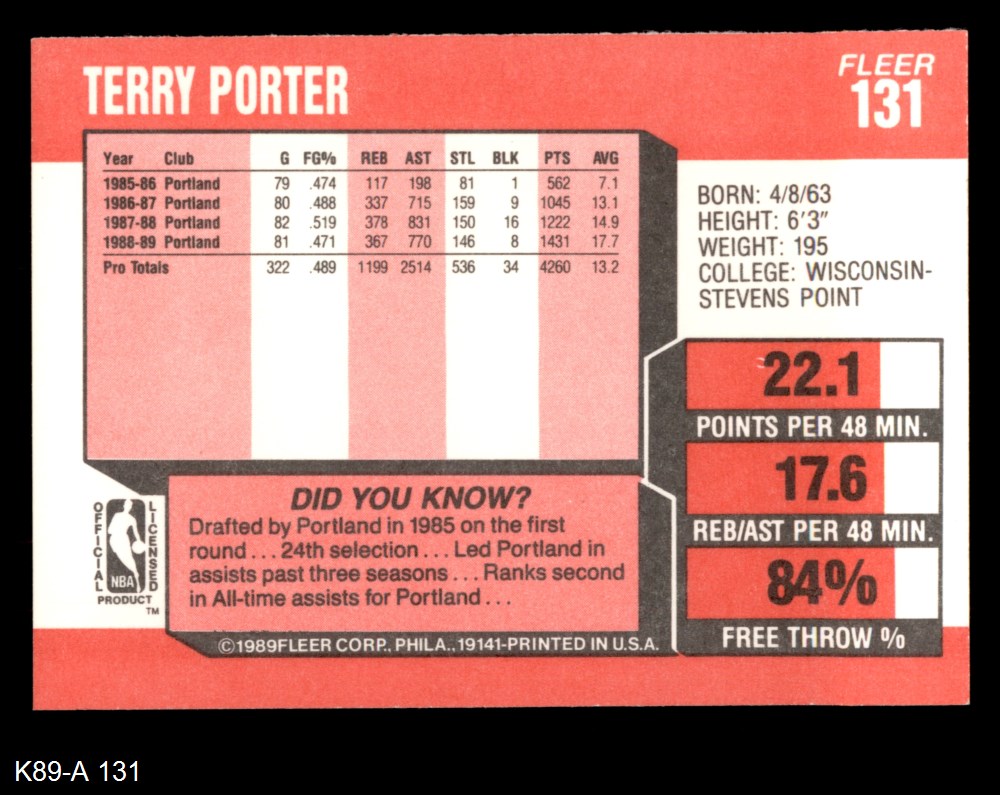 TERRY PORTER
FLEER
131
Year Club G FG% REB AST STL BLK PTS AVG
1985-86 Portland 79 .474 117 198 81 1 562 7.1
1986-87 Portland 80 .488 337 715 159 9 1045 13.1
1987-88 Portland 82 .519 378 831 150 16 1222 14.9
1988-89 Portland 81 .471 367 770 146 8 1431 17.7
Pro Totals 322 .489 1199 2514 536 34 4260 13.2
BORN: 4/8/63
HEIGHT: 6'3"
WEIGHT: 195
COLLEGE: WISCONSIN-
STEVENS POINT
22.1
POINTS PER 48 MIN.
17.6
REB/AST PER 48 MIN.
84%
FREE THROW %
OFFICIAL
NBA
LICENSED
PRODUCT
TM
DID YOU KNOW?
Drafted by Portland in 1985 on the first
round . . . 24th selection . . . Led Portland in
assists past three seasons . . . Ranks second
in All-time assists for Portland . . .
©1989FLEER CORP., PHILA., 19141-PRINTED IN U.S.A.
K89-A 131